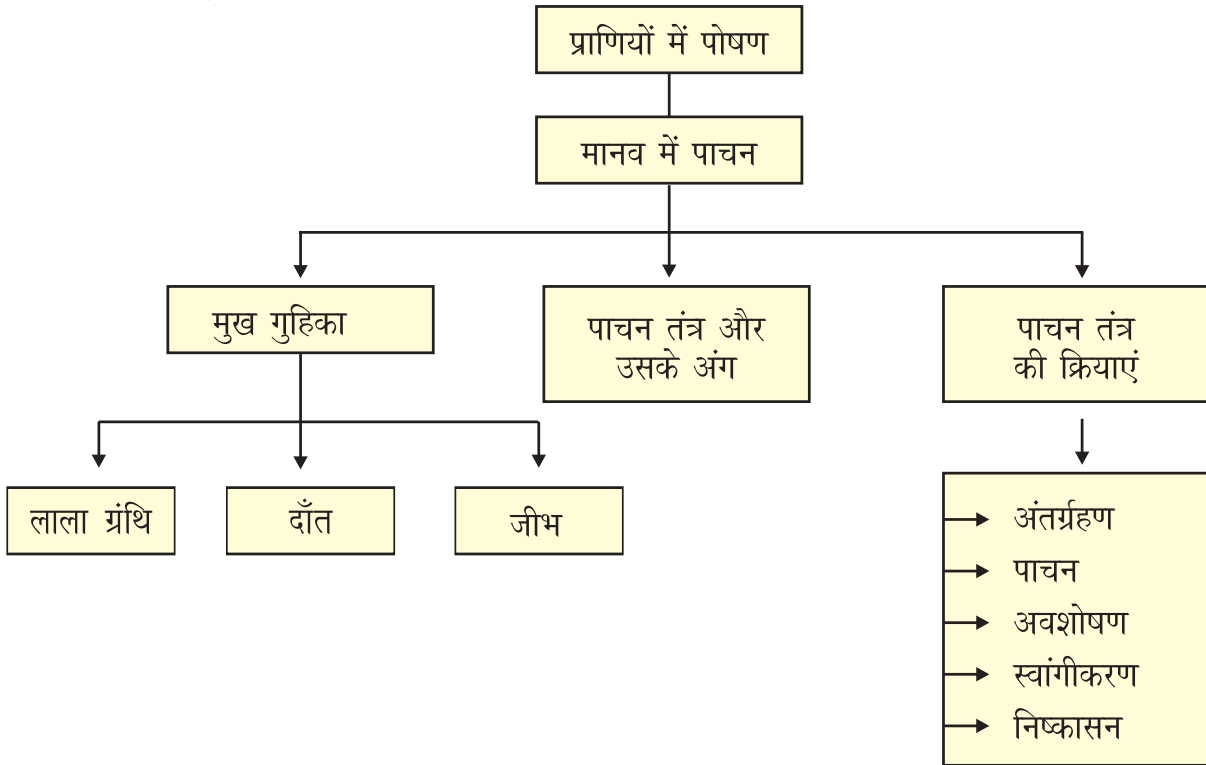 प्राणियों में पोषण
मानव में पाचन
मुख गुहिका
पाचन तंत्र और
उसके अंग
पाचन तंत्र
की क्रियाएं
लाला ग्रंथि
दाँत
जीभ
अंतर्ग्रहण
पाचन
अवशोषण
स्वांगीकरण
निष्कासन